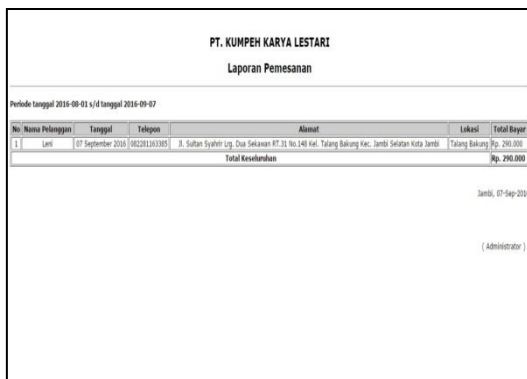 PT. KUMPEH KARYA LESTARI
Laporan Pemesanan
Periode tanggal 2016-08-01 s/d tanggal 2016-09-07
No Nama Pelanggan Tanggal Telepon Alamat Lokasi Total Bayar
1 Leni 07 September 2016 082281163385 Jl. Sultan Syahrir Lrg. Dua Sekawan RT.31 No.148 Kel. Talang Bakung Kec. Jambi Selatan Kota Jambi Talang Bakung Rp. 290.000
Total Keseluruhan Rp. 290.000
Jambi, 07-Sep-201
( Administrator )